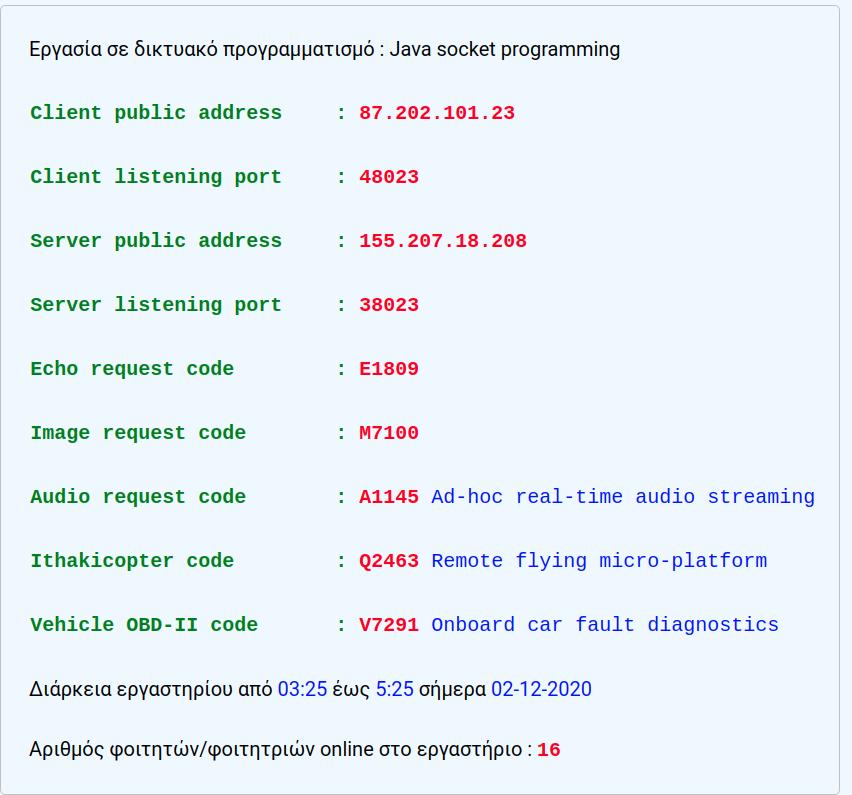 Εργασία σε δικτυακό προγραμματισμό : Java socket programming
Client public address : 87.202.101.23
Client listening port : 48023
Server public address : 155.207.18.208
Server listening port : 38023
Echo request code : E1809
Image request code : M7100
Audio request code : A1145 Ad-hoc real-time audio streaming
Ithakicopter code : Q2463 Remote flying micro-platform
Vehicle OBD-II code : V7291 Onboard car fault diagnostics
Διάρκεια εργαστηρίου από 03:25 έως 5:25 σήμερα 02-12-2020
Αριθμός φοιτητών/φοιτητριών online στο εργαστήριο : 16